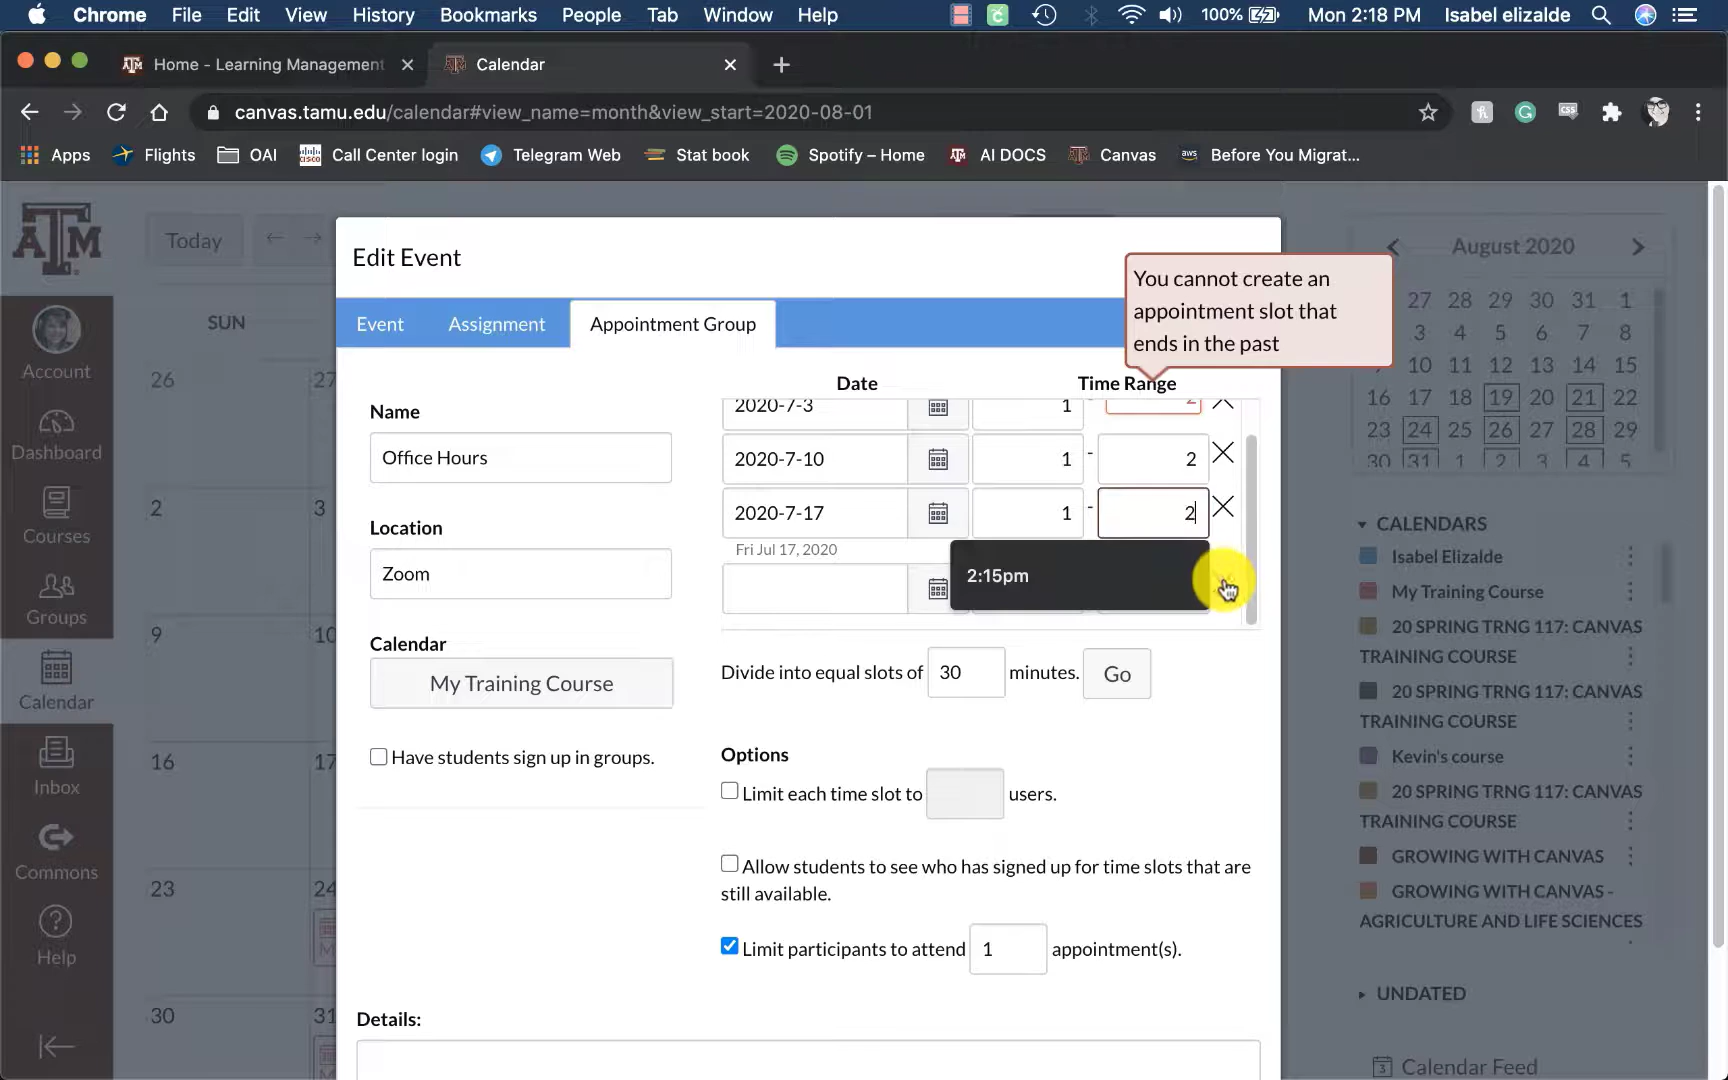 Chrome File Edit View History Bookmarks People Tab Window Help 100% Mon 2:18 PM Isabel elizalde
Home - Learning Management Calendar
canvas.tamu.edu/calendar#view_name=month&view_start=2020-08-01
Apps Flights OAI Call Center login Telegram Web Stat book Spotify – Home AI DOCS Canvas Before You Migrat...
Account
Dashboard
Courses
Groups
Calendar
Inbox
Commons
Help
Today
SUN
26 27
2 3
9 10
16 17
23 24
30 31
Edit Event
Event Assignment Appointment Group
You cannot create an
appointment slot that
ends in the past
Name
Office Hours
Location
Zoom
Calendar
My Training Course
Have students sign up in groups.
Date Time Range
2020-7-3 1 - 2
2020-7-10 1 - 2
2020-7-17 1 - 2
Fri Jul 17, 2020
2:15pm
Divide into equal slots of 30 minutes. Go
Options
Limit each time slot to users.
Allow students to see who has signed up for time slots that are
still available.
Limit participants to attend 1 appointment(s).
Details:
August 2020
27 28 29 30 31 1
3 4 5 6 7 8
10 11 12 13 14 15
16 17 18 19 20 21 22
23 24 25 26 27 28 29
30 31 1 2 3 4 5
CALENDARS
Isabel Elizalde
My Training Course
20 SPRING TRNG 117: CANVAS
TRAINING COURSE
20 SPRING TRNG 117: CANVAS
TRAINING COURSE
Kevin's course
20 SPRING TRNG 117: CANVAS
TRAINING COURSE
GROWING WITH CANVAS
GROWING WITH CANVAS -
AGRICULTURE AND LIFE SCIENCES
UNDATED
Calendar Feed